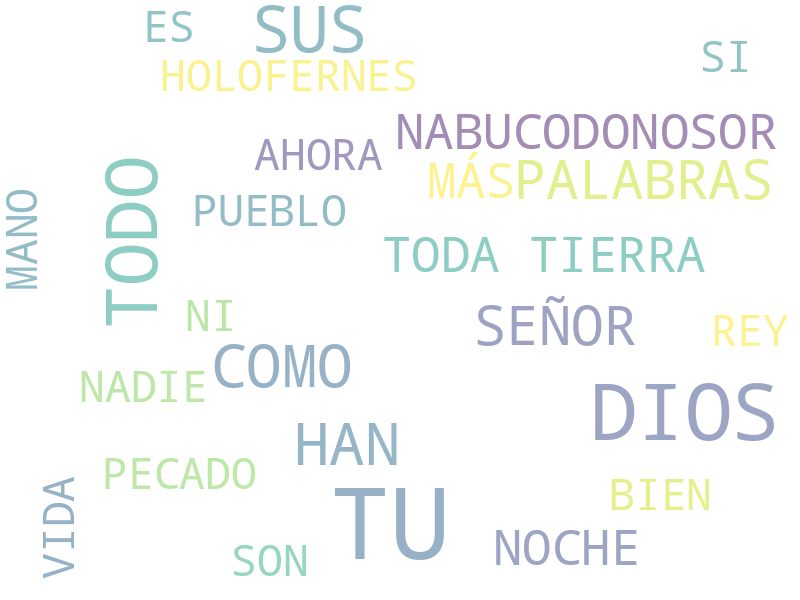 ES
SUS
SI
HOLOFERNES
NABUCODONOSOR
AHORA
MÁS
PALABRAS
TODO
MANO
PUEBLO
TODA TIERRA
NI
SEÑOR
REY
COMO
NADIE
DIOS
HAN
PECADO
BIEN
VIDA
TU
NOCHE
SON